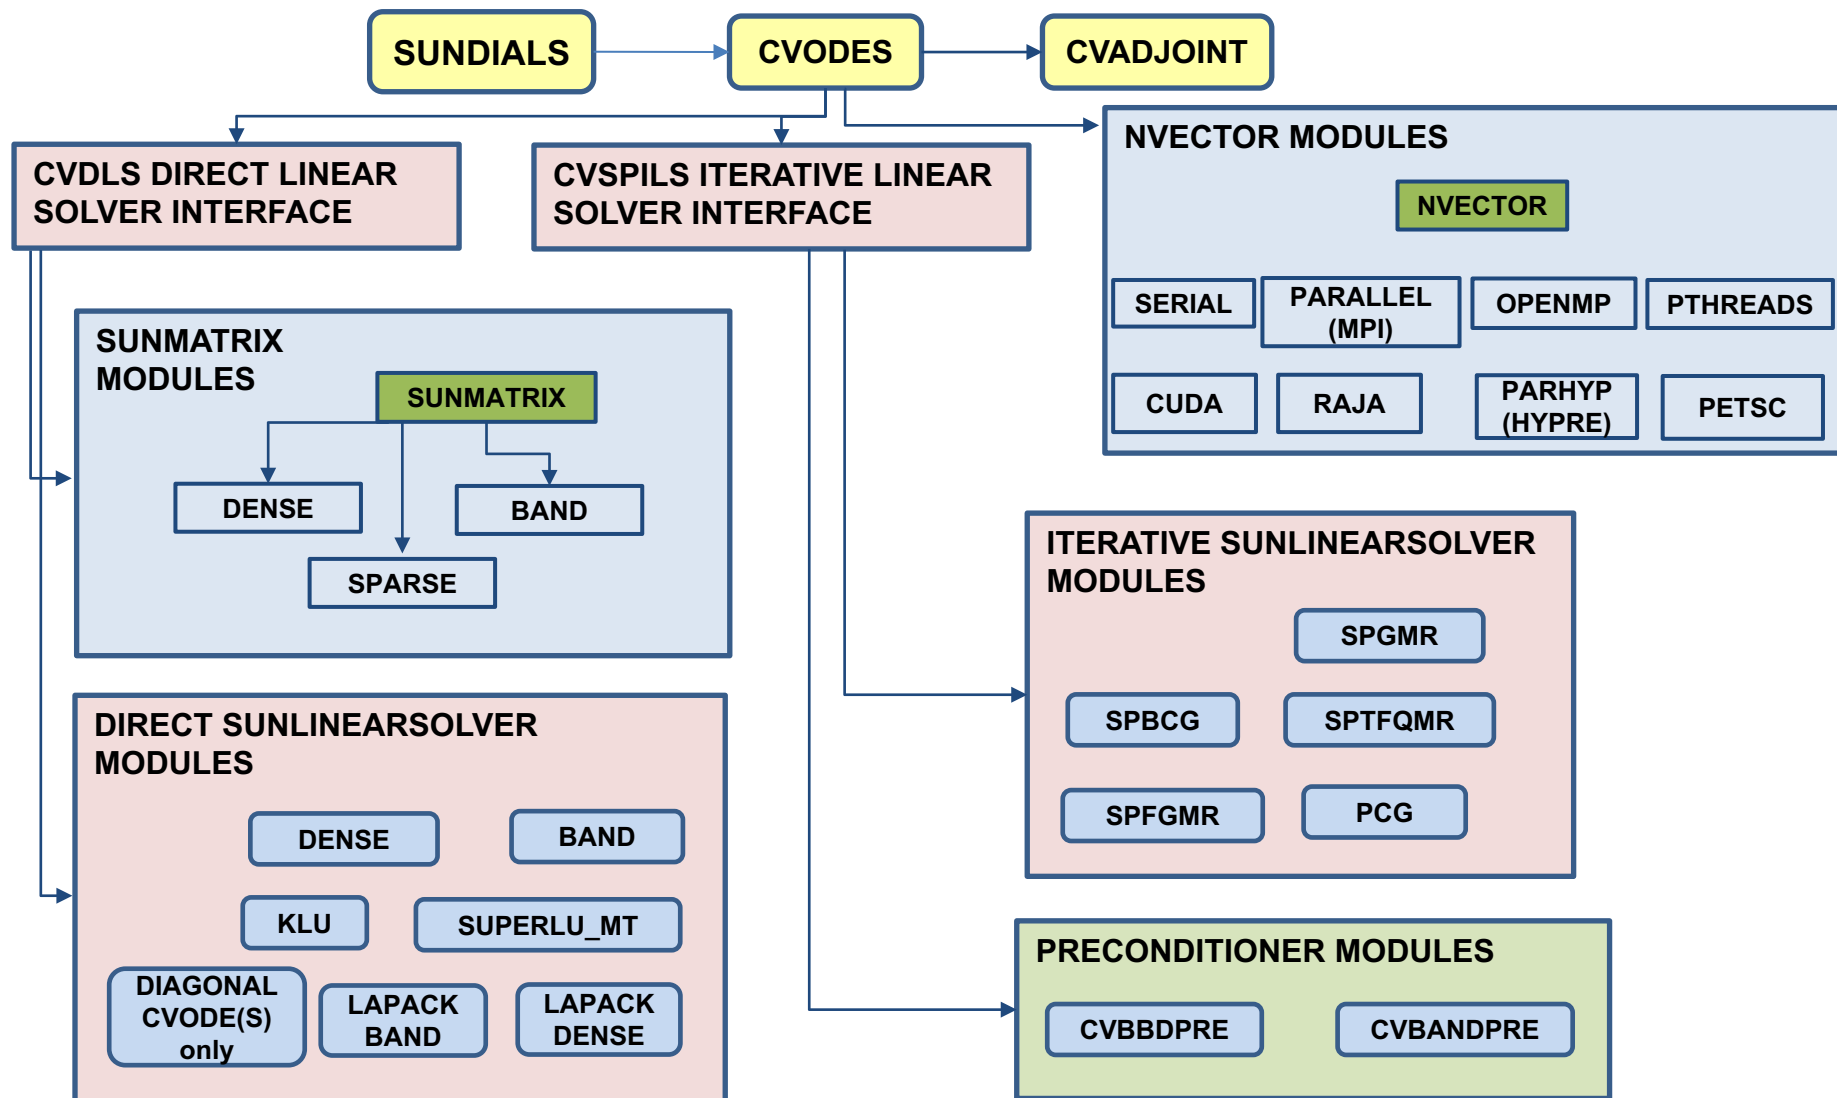 SUNDIALS
CVODES
CVADJOINT
CVDLS DIRECT LINEAR
SOLVER INTERFACE
CVSPILS ITERATIVE LINEAR
SOLVER INTERFACE
NVECTOR MODULES
NVECTOR
SERIAL
PARALLEL
(MPI)
OPENMP
PTHREADS
CUDA
RAJA
PARHYP
(HYPRE)
PETSC
SUNMATRIX
MODULES
SUNMATRIX
DENSE
BAND
SPARSE
ITERATIVE SUNLINEARSOLVER
MODULES
SPGMR
SPBCG
SPTFQMR
SPFGMR
PCG
DIRECT SUNLINEARSOLVER
MODULES
DENSE
BAND
KLU
SUPERLU_MT
DIAGONAL
CVODE(S)
only
LAPACK
BAND
LAPACK
DENSE
PRECONDITIONER MODULES
CVBBDPRE
CVBANDPRE